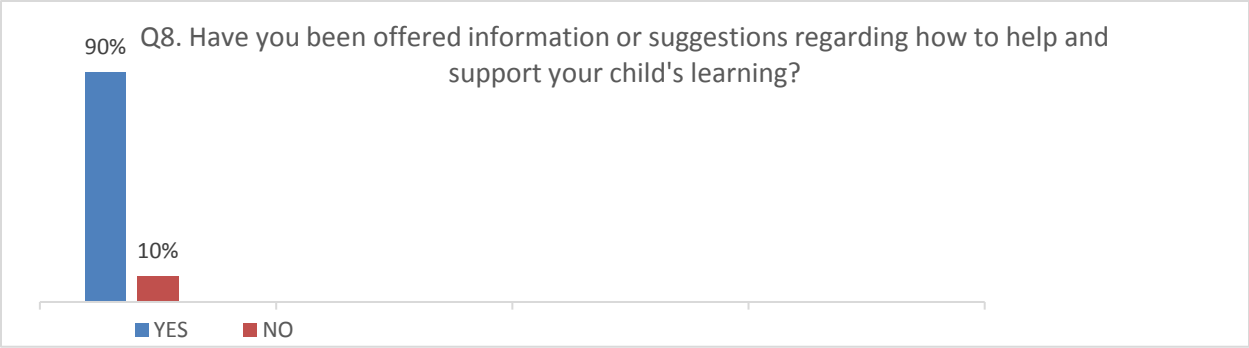 Q8. Have you been offered information or suggestions regarding how to help and
support your child's learning?
90%
10%
YES
NO